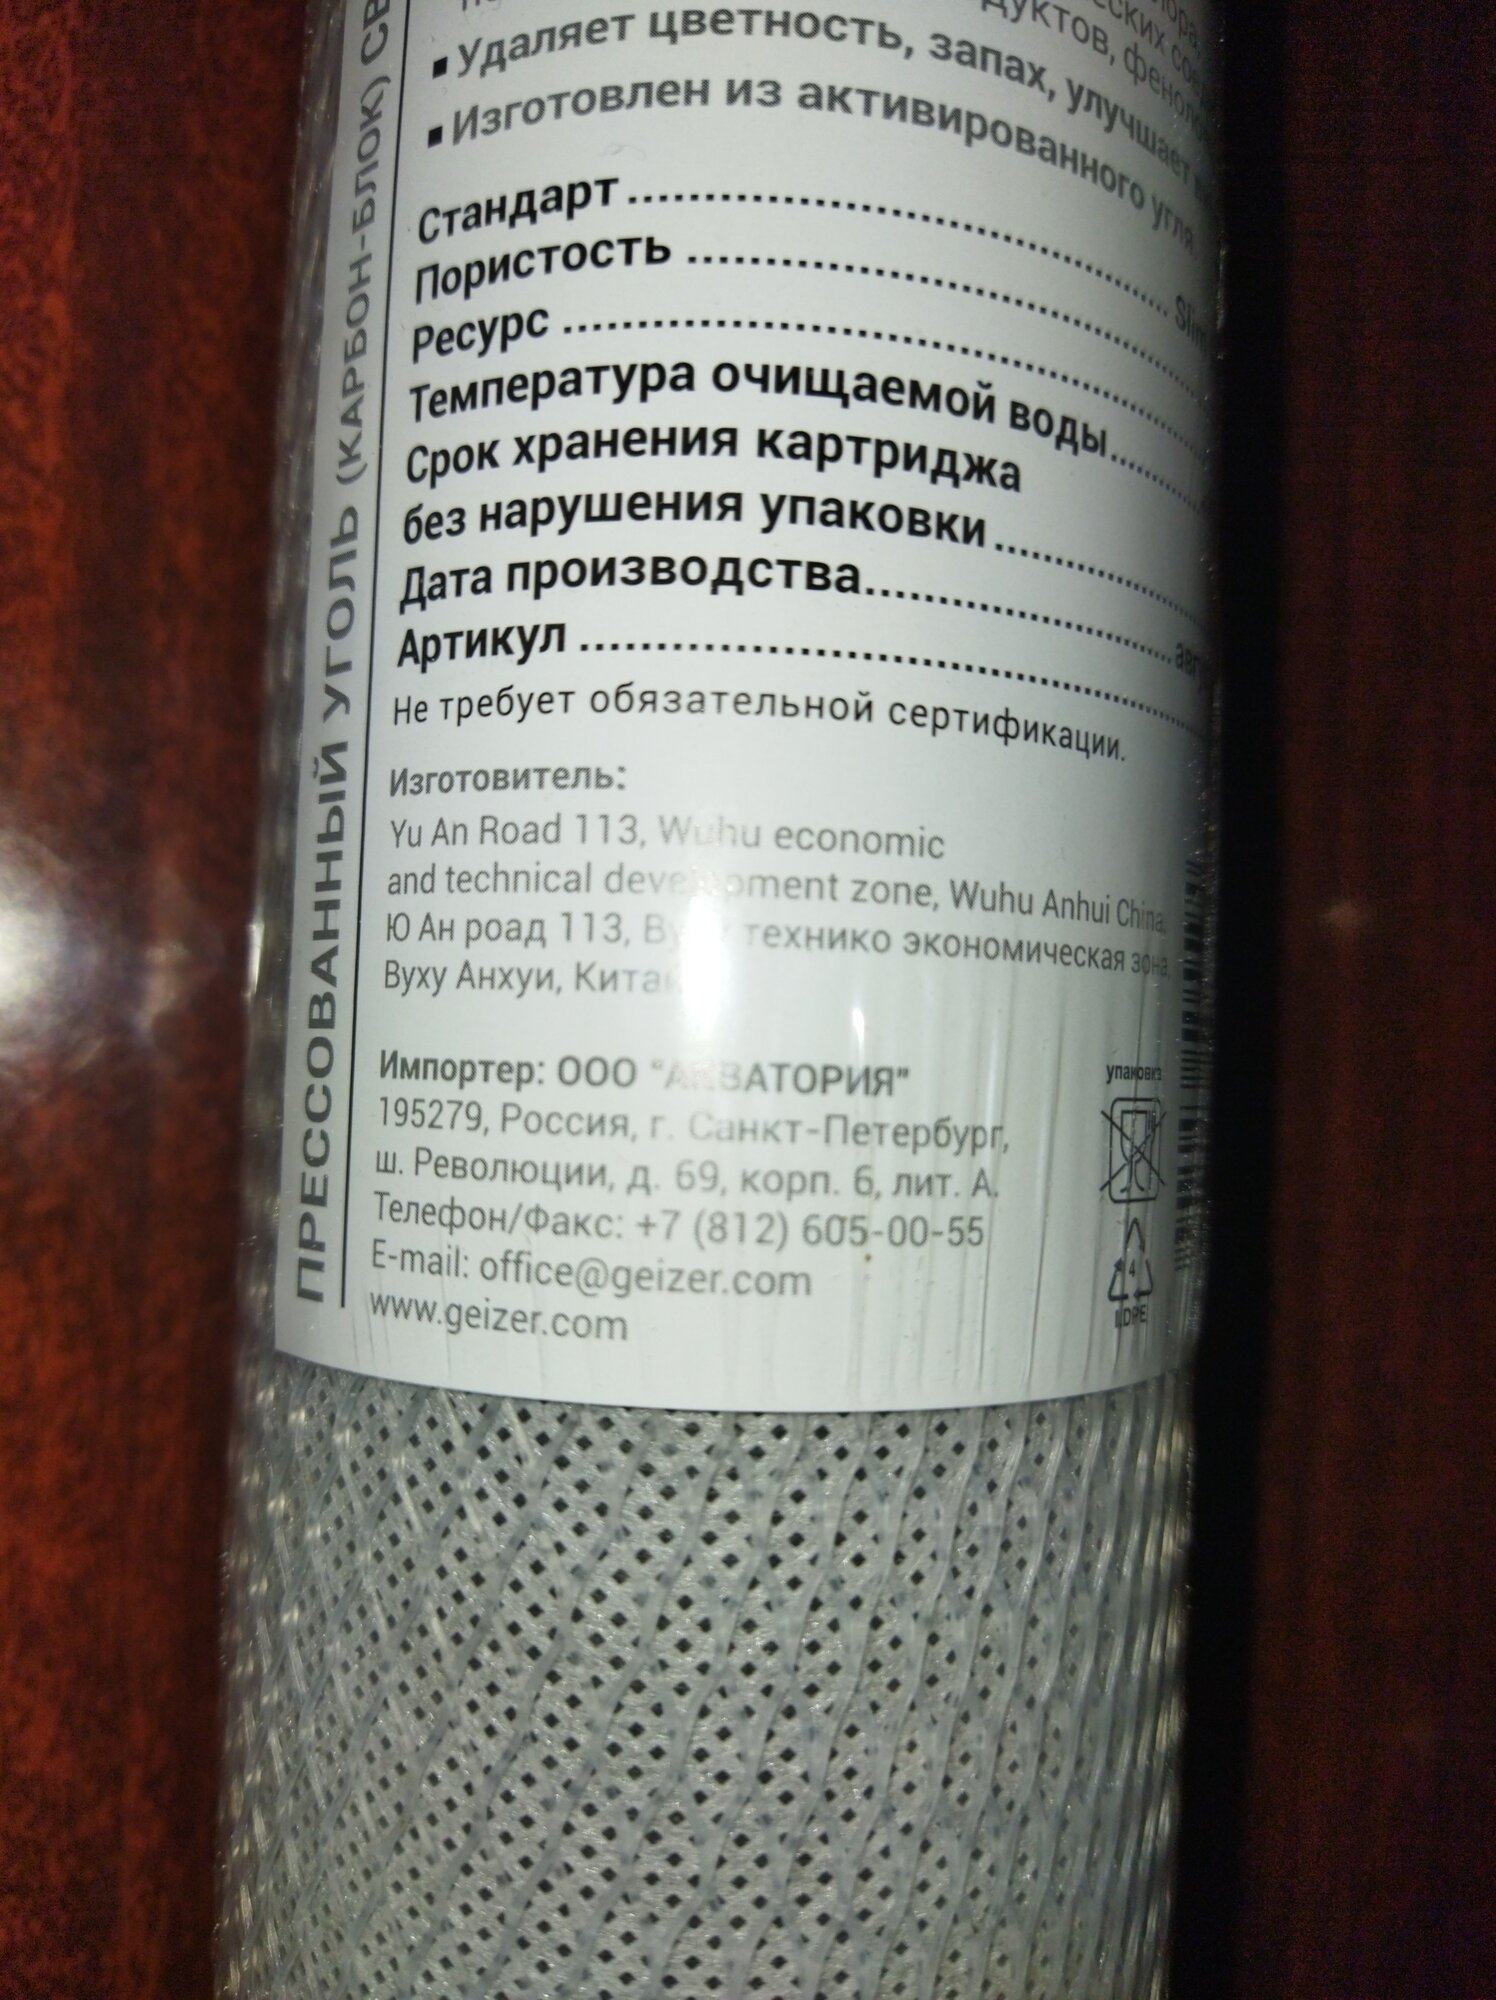 ПРЕССОВАННЫЙ УГОЛЬ (КАРБОН-БЛОК)
▪ Удаляет цветность, запах, улучшает
▪ Изготовлен из активированного угля
Стандарт ........................................ Slim
Пористость ........................................
Ресурс ........................................
Температура очищаемой воды..........
Срок хранения картриджа
без нарушения упаковки....................
Дата производства..............................
Артикул ........................................
Не требует обязательной сертификации.
Изготовитель:
Yu An Road 113, Wuhu economic
and technical development zone, Wuhu Anhui China.
Ю Ан роад 113, технико экономическая зона,
Вуху Анхуи, Китай
Импортер: ООО "АКВАТОРИЯ"
195279, Россия, г. Санкт-Петербург,
ш. Революции, д. 69, корп. 6, лит. А.
Телефон/Факс: +7 (812) 605-00-55
E-mail: office@geizer.com
www.geizer.com
упаковка
4
LDPE